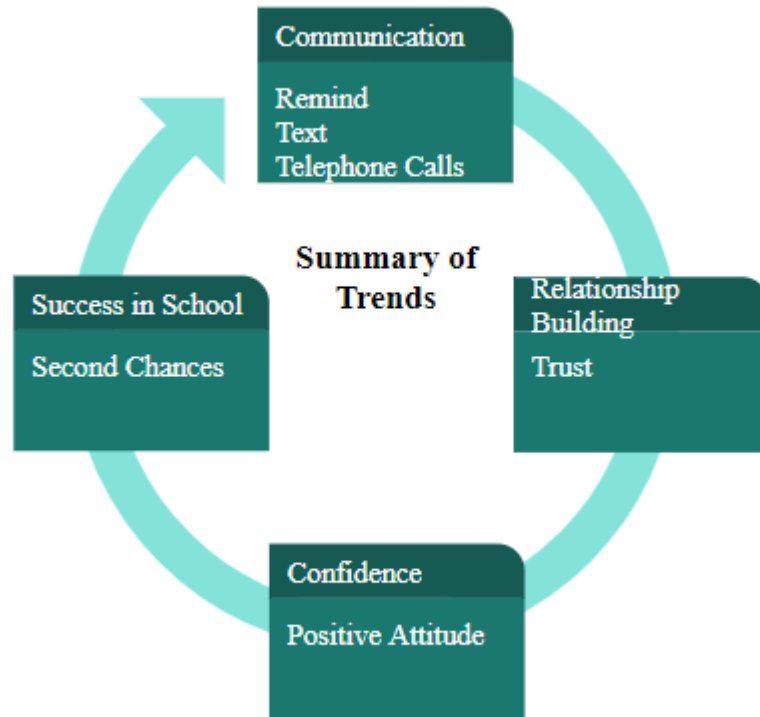 Communication
Remind
Text
Telephone Calls
Summary of
Trends
Relationship
Building
Trust
Success in School
Second Chances
Confidence
Positive Attitude